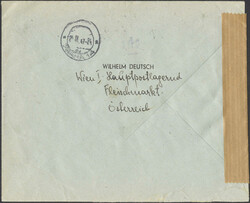 WILHELM DEUTSCH
Wien I Hauptpostlagernd
Fleischmarkt
Österreich